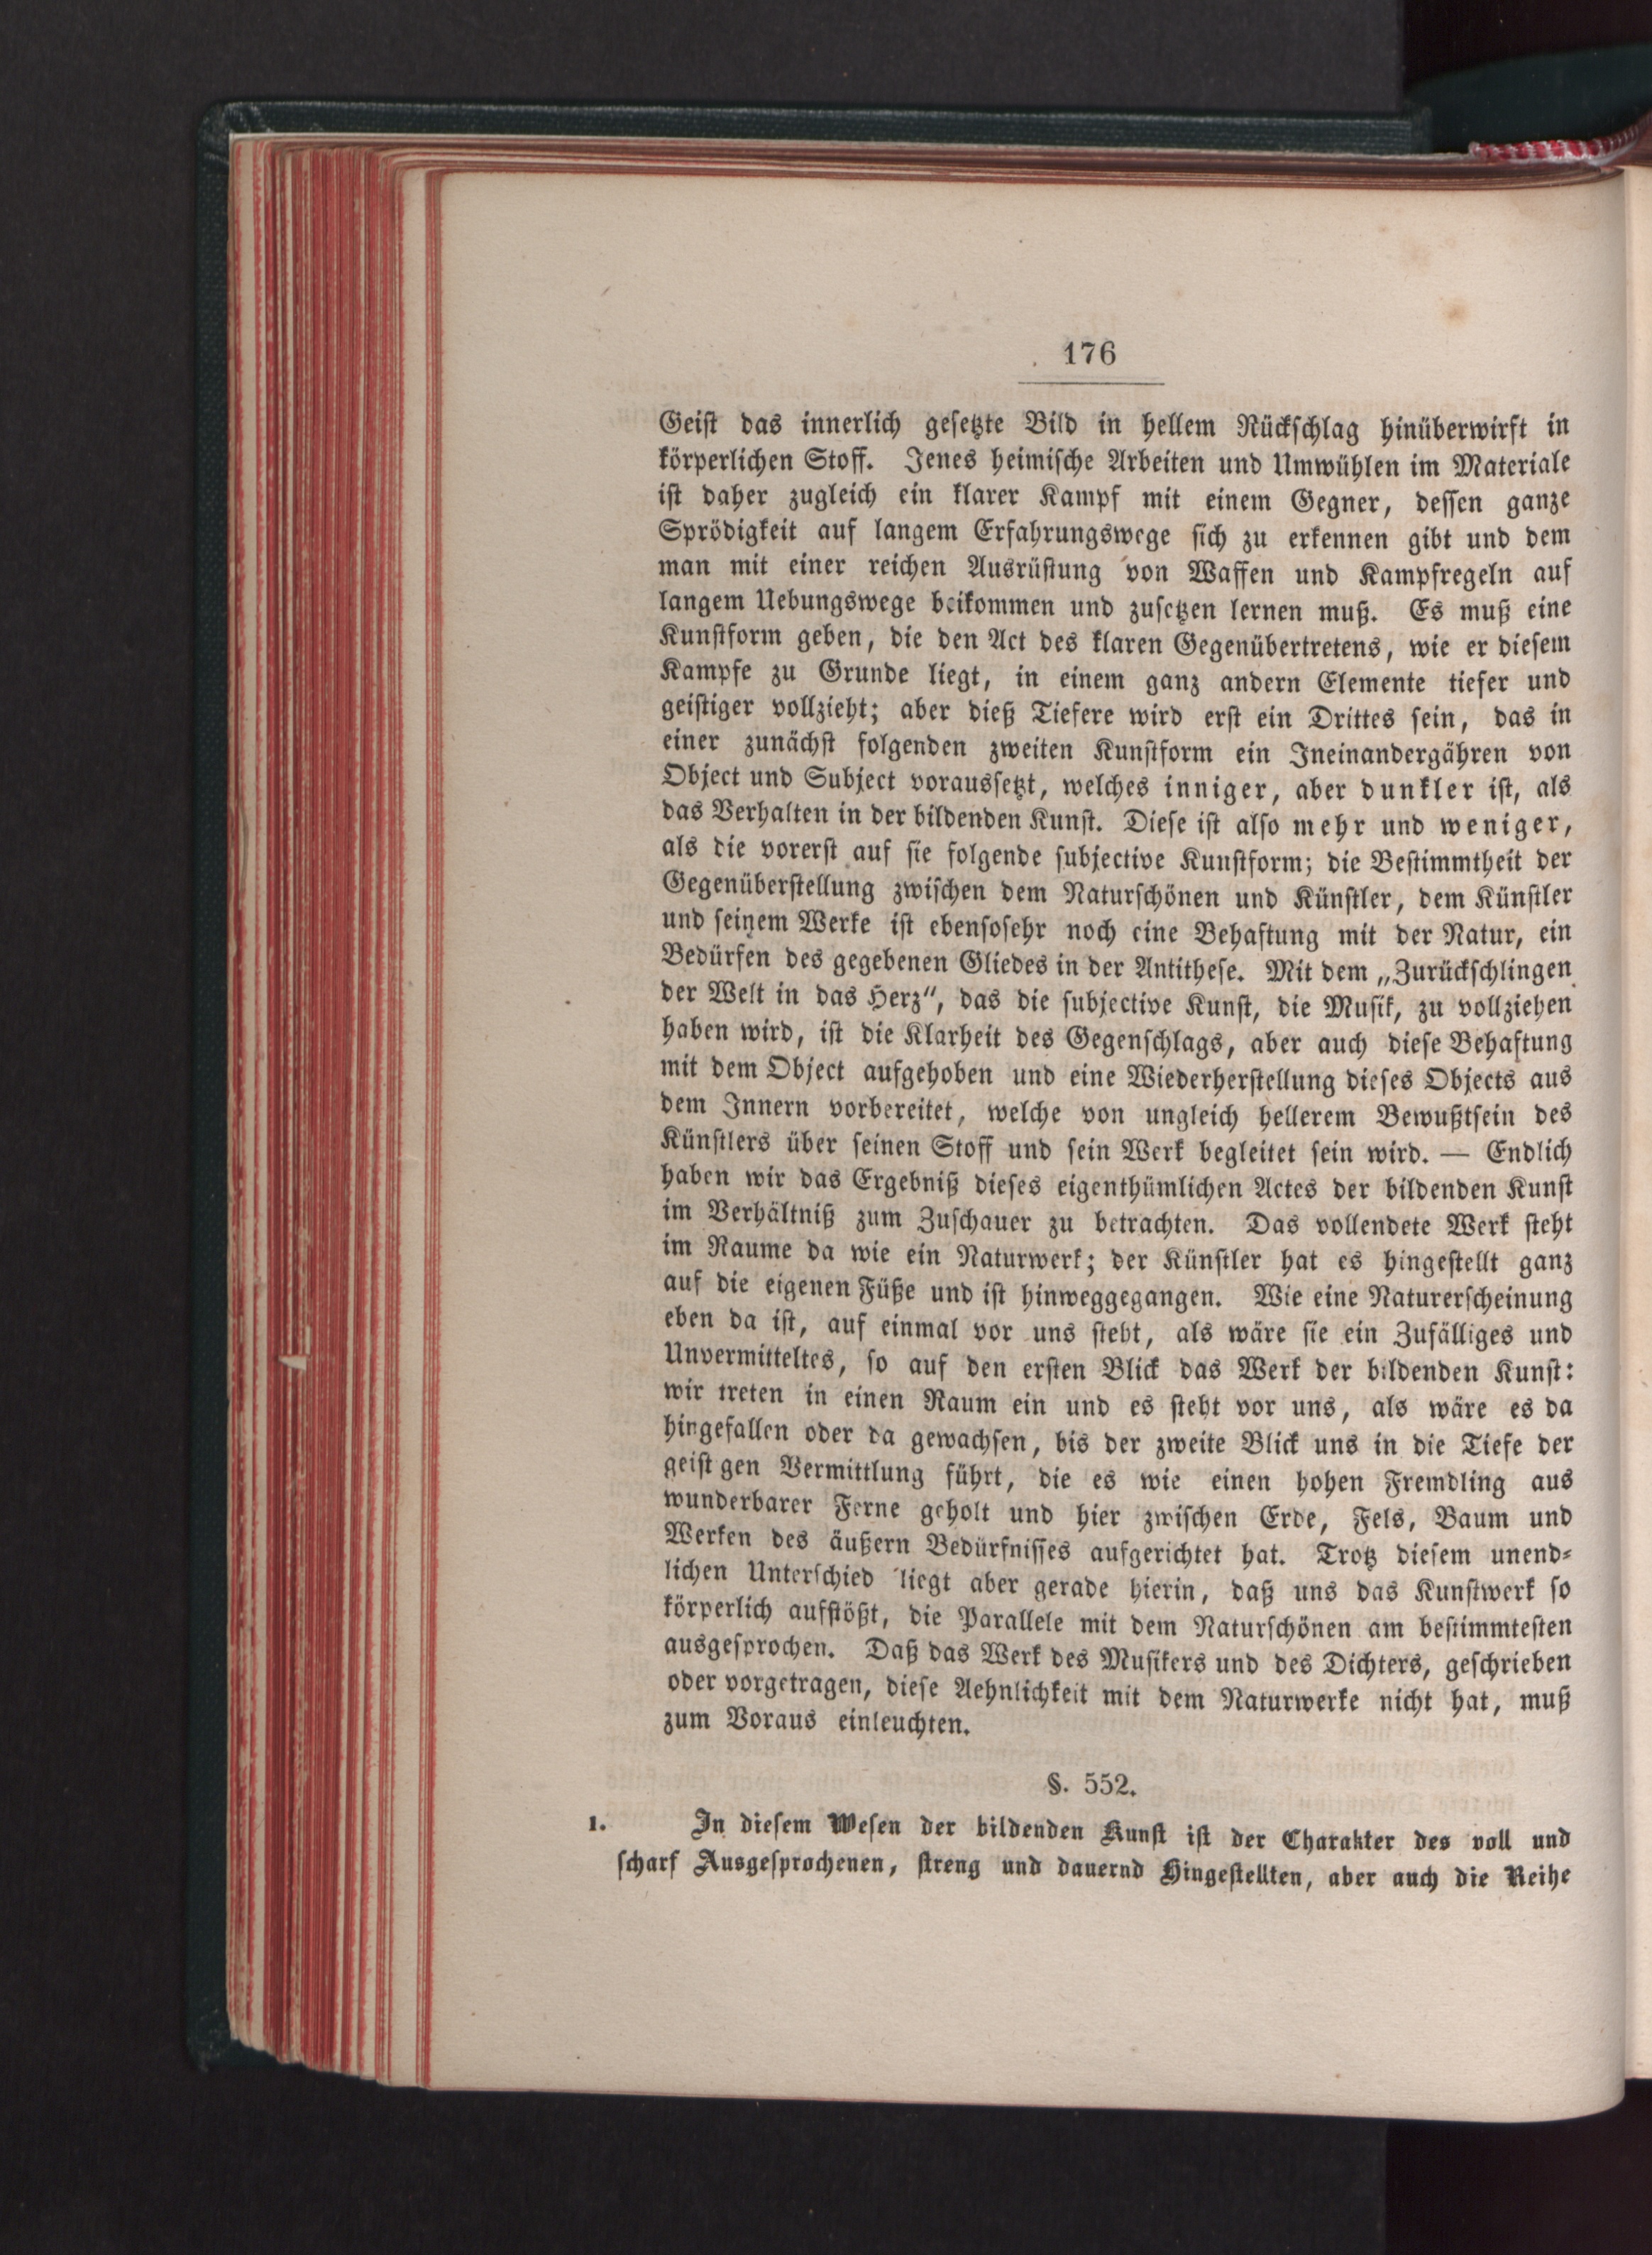 176
Geiſt das innerlich geſetzte Bild in hellem Rückſchlag hinüberwirft in
körperlichen Stoff. Jenes heimiſche Arbeiten und Umwühlen im Materiale
iſt daher zugleich ein klarer Kampf mit einem Gegner, deſſen ganze
Sprödigkeit auf langem Erfahrungswege ſich zu erkennen gibt und dem
man mit einer reichen Ausrüſtung von Waffen und Kampfregeln auf
langem Uebungswege beikommen und zuſetzen lernen muß. Es muß eine
Kunſtform geben, die den Act des klaren Gegenübertretens, wie er dieſem
Kampfe zu Grunde liegt, in einem ganz andern Elemente tiefer und
geiſtiger vollzieht; aber dieß Tiefere wird erſt ein Drittes ſein, das in
einer zunächſt folgenden zweiten Kunſtform ein Ineinandergähren von
Object und Subject vorausſetzt, welches inniger, aber dunkler iſt, als
das Verhalten in der bildenden Kunſt. Dieſe iſt alſo mehr und weniger,
als die vorerſt auf ſie folgende ſubjective Kunſtform; die Beſtimmtheit der
Gegenüberſtellung zwiſchen dem Naturſchönen und Künſtler, dem Künſtler
und ſeinem Werke iſt ebenſoſehr noch eine Behaftung mit der Natur, ein
Bedürfen des gegebenen Gliedes in der Antitheſe. Mit dem „Zurückſchlingen
der Welt in das Herz“, das die ſubjective Kunſt, die Muſik, zu vollziehen
haben wird, iſt die Klarheit des Gegenſchlags, aber auch dieſe Behaftung
mit dem Object aufgehoben und eine Wiederherſtellung dieſes Objects aus
dem Innern vorbereitet, welche von ungleich hellerem Bewußtſein des
Künſtlers über ſeinen Stoff und ſein Werk begleitet ſein wird. — Endlich
haben wir das Ergebniß dieſes eigenthümlichen Actes der bildenden Kunſt
im Verhältniß zum Zuſchauer zu betrachten. Das vollendete Werk ſteht
im Raume da wie ein Naturwerk; der Künſtler hat es hingeſtellt ganz
auf die eigenen Füße und iſt hinweggegangen. Wie eine Naturerſcheinung
eben da iſt, auf einmal vor uns ſteht, als wäre ſie ein Zufälliges und
Unvermitteltes, ſo auf den erſten Blick das Werk der bildenden Kunſt:
wir treten in einen Raum ein und es ſteht vor uns, als wäre es da
hingefallen oder da gewachſen, bis der zweite Blick uns in die Tiefe der
geiſt gen Vermittlung führt, die es wie einen hohen Fremdling aus
wunderbarer Ferne geholt und hier zwiſchen Erde, Fels, Baum und
Werken des äußern Bedürfniſſes aufgerichtet hat. Trotz dieſem unend-
lichen Unterſchied liegt aber gerade hierin, daß uns das Kunſtwerk ſo
körperlich aufſtößt, die Parallele mit dem Naturſchönen am beſtimmteſten
ausgeſprochen. Daß das Werk des Muſikers und des Dichters, geſchrieben
oder vorgetragen, dieſe Aehnlichkeit mit dem Naturwerke nicht hat, muß
zum Voraus einleuchten.
§. 552.
1. In dieſem Weſen der bildenden Kunſt iſt der Charakter des voll und
ſcharf Ausgeſprochenen, ſtreng und dauernd Hingeſtellten, aber auch die Reihe